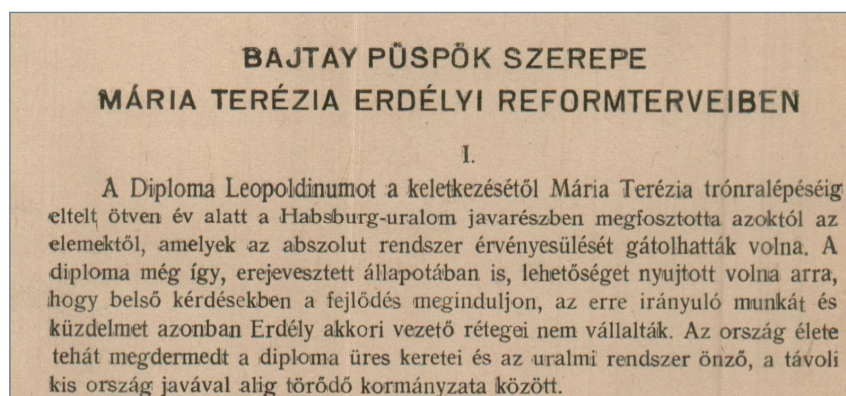 BAJTAY PÜSPÖK SZEREPE
MÁRIA TERÉZIA ERDÉLYI REFORMTERVEIBEN
I.
A Diploma Leopoldinumot a keletkezésétől Mária Terézia trónralépéséig
eltelt ötven év alatt a Habsburg-uralom javarészben megfosztotta azoktól az
elemektől, amelyek az abszolut rendszer érvényesülését gátolhatták volna. A
diploma még így, erejevesztett állapotában is, lehetőséget nyujtott volna arra,
hogy belső kérdésekben a fejlődés meginduljon, az erre irányuló munkát és
küzdelmet azonban Erdély akkori vezető rétegei nem vállalták. Az ország élete
tehát megdermedt a diploma üres keretei és az uralmi rendszer önző, a távoli
kis ország javával alig törődő kormányzata között.